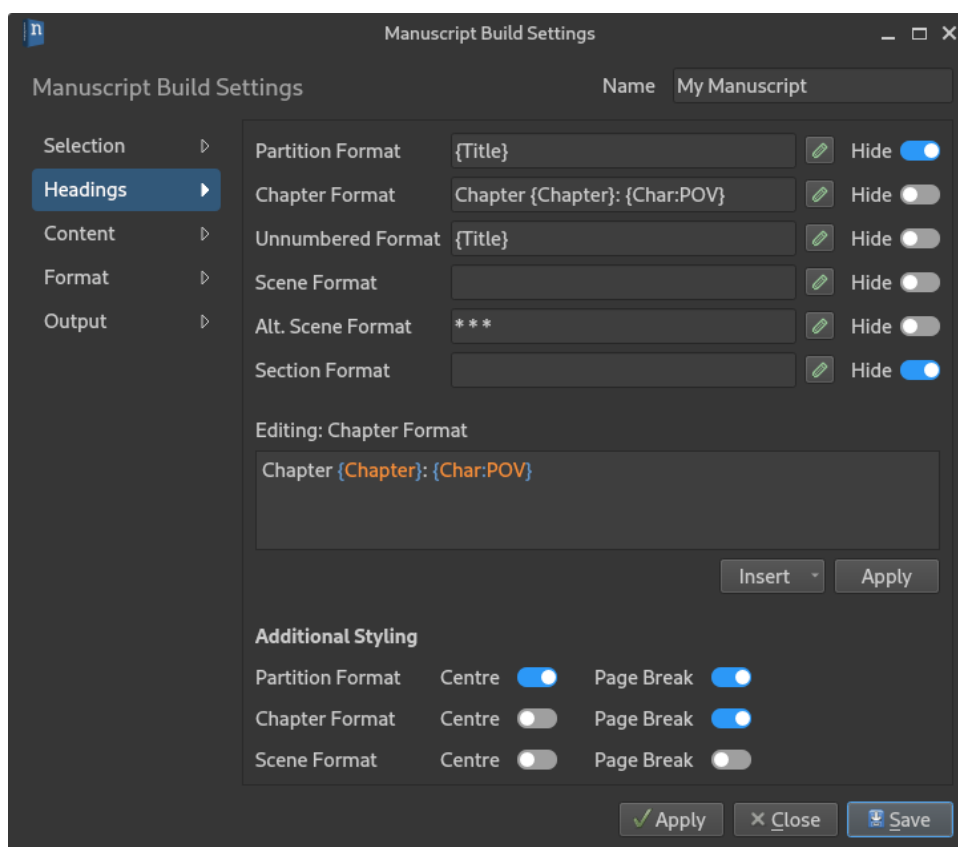 n
Manuscript Build Settings
Manuscript Build Settings Name My Manuscript
Selection
Headings
Content
Format
Output
Partition Format {Title} Hide
Chapter Format Chapter {Chapter}: {Char:POV} Hide
Unnumbered Format {Title} Hide
Scene Format Hide
Alt. Scene Format * * * Hide
Section Format Hide
Editing: Chapter Format
Chapter {Chapter}: {Char:POV}
Insert Apply
Additional Styling
Partition Format Centre Page Break
Chapter Format Centre Page Break
Scene Format Centre Page Break
Apply Close Save